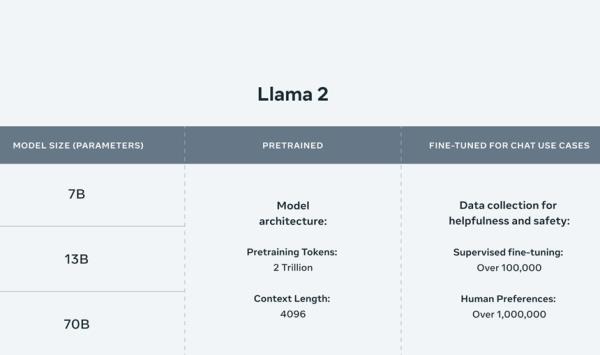 Llama 2
MODEL SIZE (PARAMETERS)
PRETRAINED
FINE-TUNED FOR CHAT USE CASES
7B
13B
70B
Model
architecture:
Pretraining Tokens:
2 Trillion
Context Length:
4096
Data collection for
helpfulness and safety:
Supervised fine-tuning:
Over 100,000
Human Preferences:
Over 1,000,000